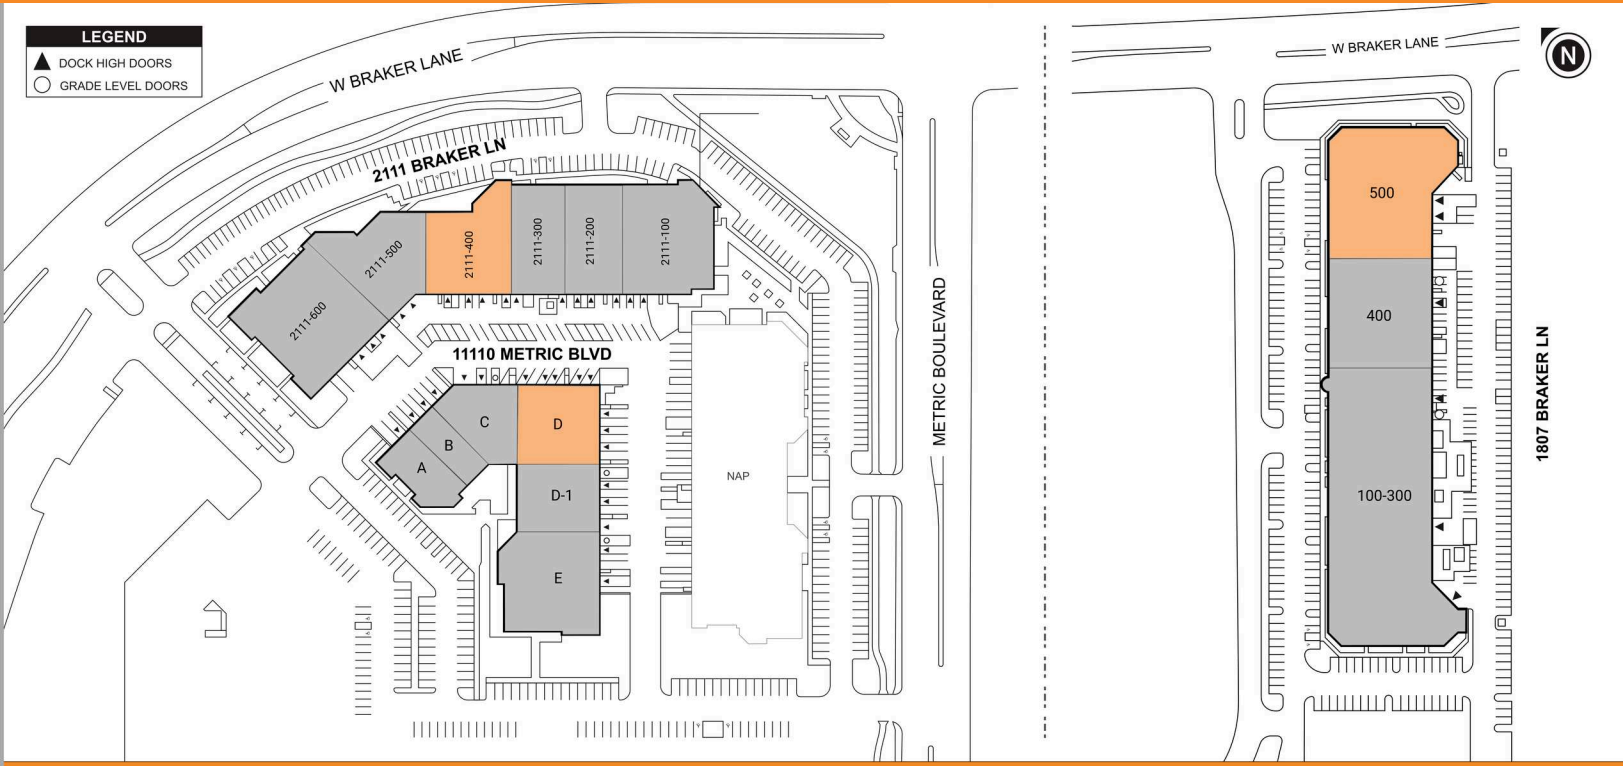 LEGEND
DOCK HIGH DOORS
GRADE LEVEL DOORS
W BRAKER LANE
W BRAKER LANE
N
2111 BRAKER LN
2111-600
2111-500
2111-400
2111-300
2111-200
2111-100
500
400
100-300
1807 BRAKER LN
METRIC BOULEVARD
11110 METRIC BLVD
A
B
C
D
D-1
E
NAP